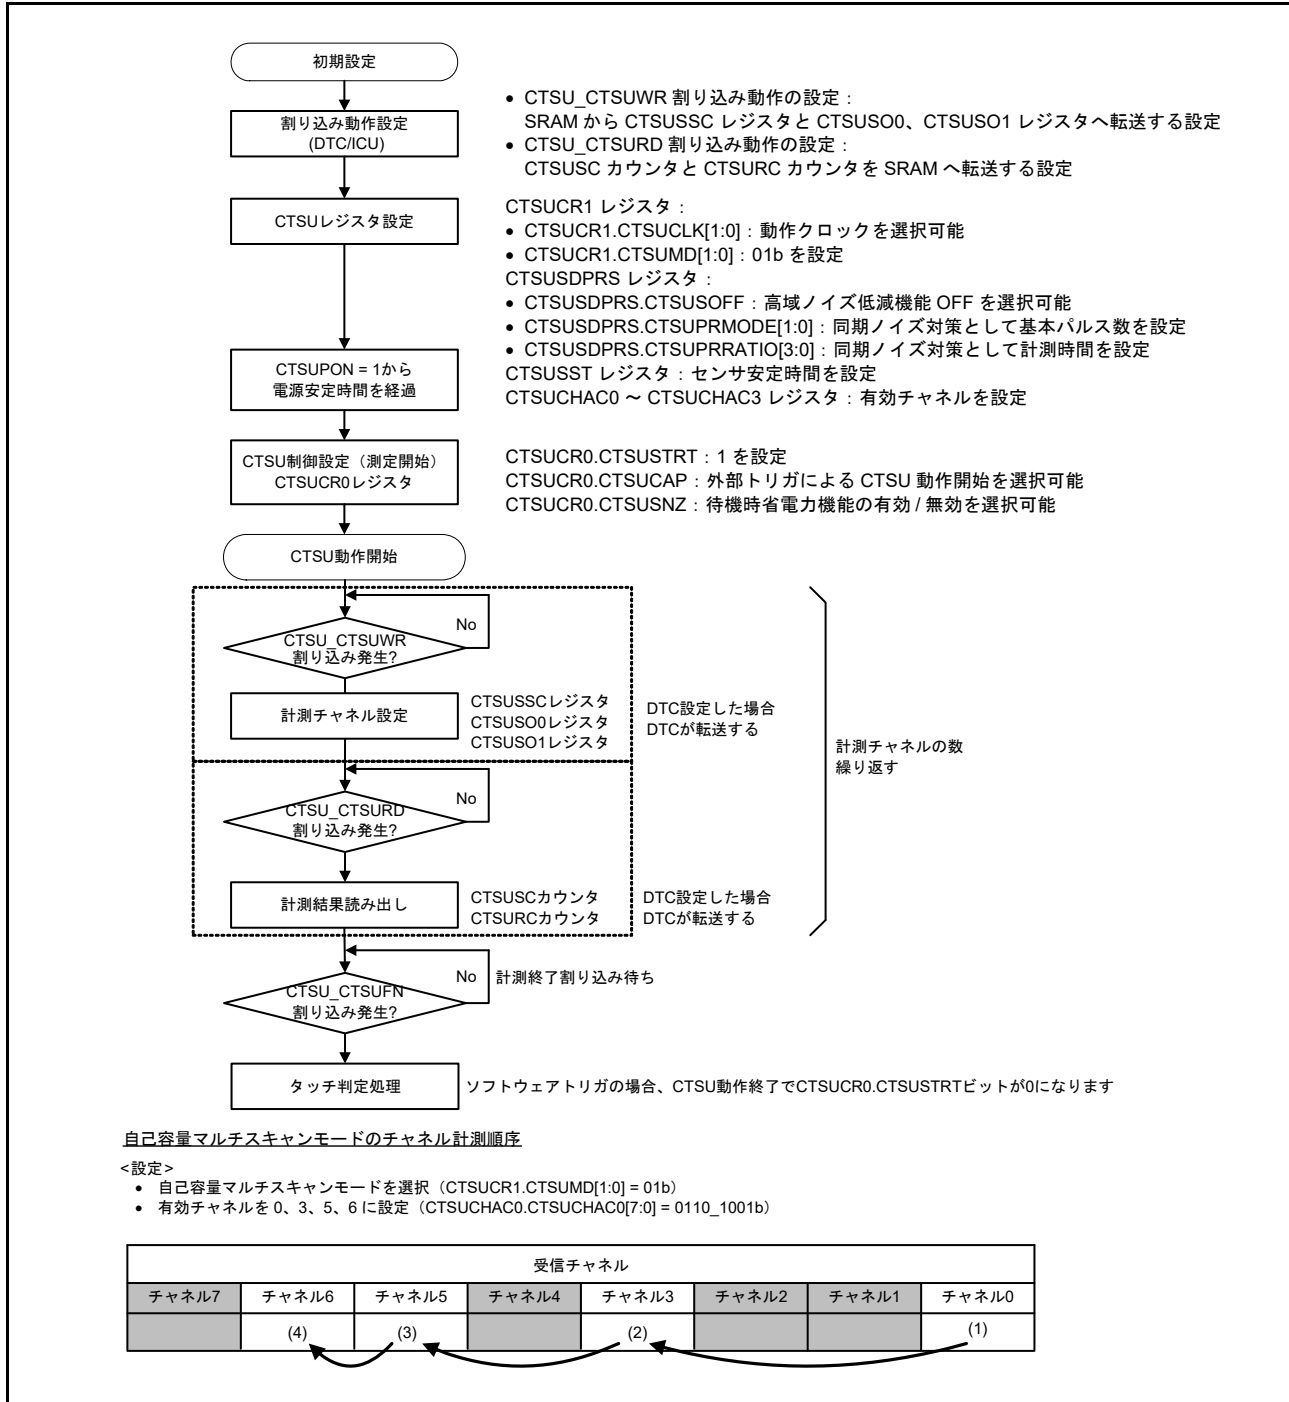 初期設定
割り込み動作設定
(DTC/ICU)
• CTSU_CTSUWR 割り込み動作の設定：
SRAM から CTSUSSC レジスタと CTSUSO0、CTSUSO1 レジスタへ転送する設定
• CTSU_CTSURD 割り込み動作の設定：
CTSUSC カウンタと CTSURC カウンタを SRAM へ転送する設定
CTSUレジスタ設定
CTSUCR1 レジスタ：
• CTSUCR1.CTSUCLK[1:0]：動作クロックを選択可能
• CTSUCR1.CTSUMD[1:0]：01b を設定
CTSUSDPRS レジスタ：
• CTSUSDPRS.CTSUSOFF：高域ノイズ低減機能 OFF を選択可能
• CTSUSDPRS.CTSUPRMODE[1:0]：同期ノイズ対策として基本パルス数を設定
• CTSUSDPRS.CTSUPRRATIO[3:0]：同期ノイズ対策として計測時間を設定
CTSUSST レジスタ：センサ安定時間を設定
CTSUCHAC0 ～ CTSUCHAC3 レジスタ：有効チャネルを設定
CTSUPON = 1から
電源安定時間を経過
CTSU制御設定（測定開始）
CTSUCR0レジスタ
CTSUCR0.CTSUSTRT：1 を設定
CTSUCR0.CTSUCAP：外部トリガによる CTSU 動作開始を選択可能
CTSUCR0.CTSUSNZ：待機時省電力機能の有効 / 無効を選択可能
CTSU動作開始
CTSU_CTSUWR
割り込み発生?
No
計測チャネル設定
CTSUSSCレジスタ
CTSUSO0レジスタ
CTSUSO1レジスタ
DTC設定した場合
DTCが転送する
計測チャネルの数
繰り返す
CTSU_CTSURD
割り込み発生?
No
計測結果読み出し
CTSUSCカウンタ
CTSURCカウンタ
DTC設定した場合
DTCが転送する
CTSU_CTSUFN
割り込み発生?
No
計測終了割り込み待ち
タッチ判定処理
ソフトウェアトリガの場合、CTSU動作終了でCTSUCR0.CTSUSTRTビットが0になります
自己容量マルチスキャンモードのチャネル計測順序
<設定>
• 自己容量マルチスキャンモードを選択（CTSUCR1.CTSUMD[1:0] = 01b）
• 有効チャネルを 0、3、5、6 に設定（CTSUCHAC0.CTSUCHAC0[7:0] = 0110_1001b）
受信チャネル
チャネル7 チャネル6 チャネル5 チャネル4 チャネル3 チャネル2 チャネル1 チャネル0
(4) (3) (2) (1)